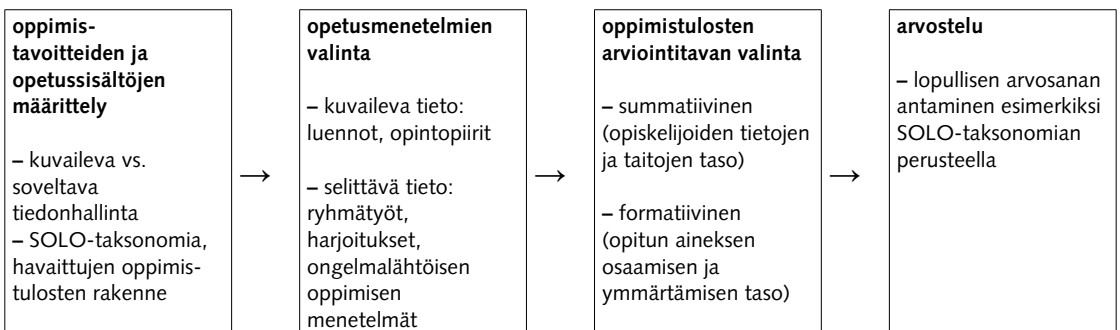 oppimis-
tavoitteiden ja
opetussisältöjen
määrittely
– kuvaileva vs.
soveltava
tiedonhallinta
– SOLO-taksonomia,
havaittujen oppimis-
tulosten rakenne
→
opetusmenetelmien
valinta
– kuvaileva tieto:
luennot, opintopiirit
– selittävä tieto:
ryhmätyöt,
harjoitukset,
ongelmalähtöisen
oppimisen
menetelmät
→
oppimistulosten
arviointitavan valinta
– summatiivinen
(opiskelijoiden tietojen
ja taitojen taso)
– formatiivinen
(opitun aineksen
osaamisen ja
ymmärtämisen taso)
→
arvostelu
– lopullisen arvosanan
antaminen esimerkiksi
SOLO-taksonomian
perusteella